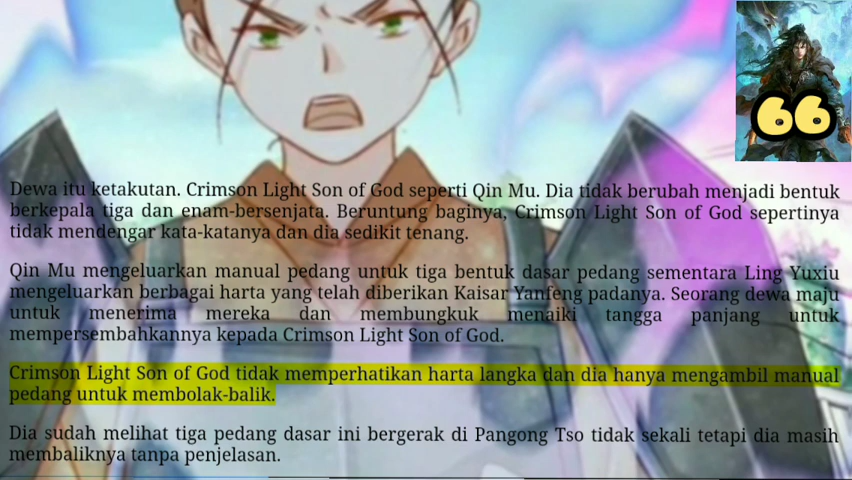 66
Dewa itu ketakutan. Crimson Light Son of God seperti Qin Mu. Dia tidak berubah menjadi bentuk
berkepala tiga dan enam-bersenjata. Beruntung baginya, Crimson Light Son of God sepertinya
tidak mendengar kata-katanya dan dia sedikit tenang.
Qin Mu mengeluarkan manual pedang untuk tiga bentuk dasar pedang sementara Ling Yuxiu
mengeluarkan berbagai harta yang telah diberikan Kaisar Yanfeng padanya. Seorang dewa maju
untuk menerima mereka dan membungkuk menaiki tangga panjang untuk
mempersembahkannya kepada Crimson Light Son of God.
Crimson Light Son of God tidak memperhatikan harta langka dan dia hanya mengambil manual
pedang untuk membolak-balik.
Dia sudah melihat tiga pedang dasar ini bergerak di Pangong Tso tidak sekali tetapi dia masih
membaliknya tanpa penjelasan.